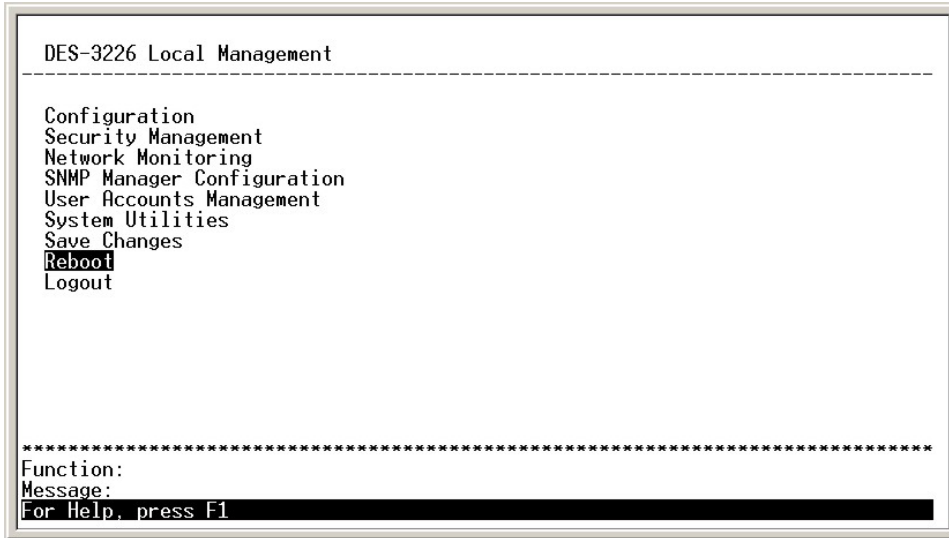 DES-3226 Local Management
--------------------------------------------------------------------------------
Configuration
Security Management
Network Monitoring
SNMP Manager Configuration
User Accounts Management
System Utilities
Save Changes
Reboot
Logout
********************************************************************************
Function:
Message:
For Help, press F1